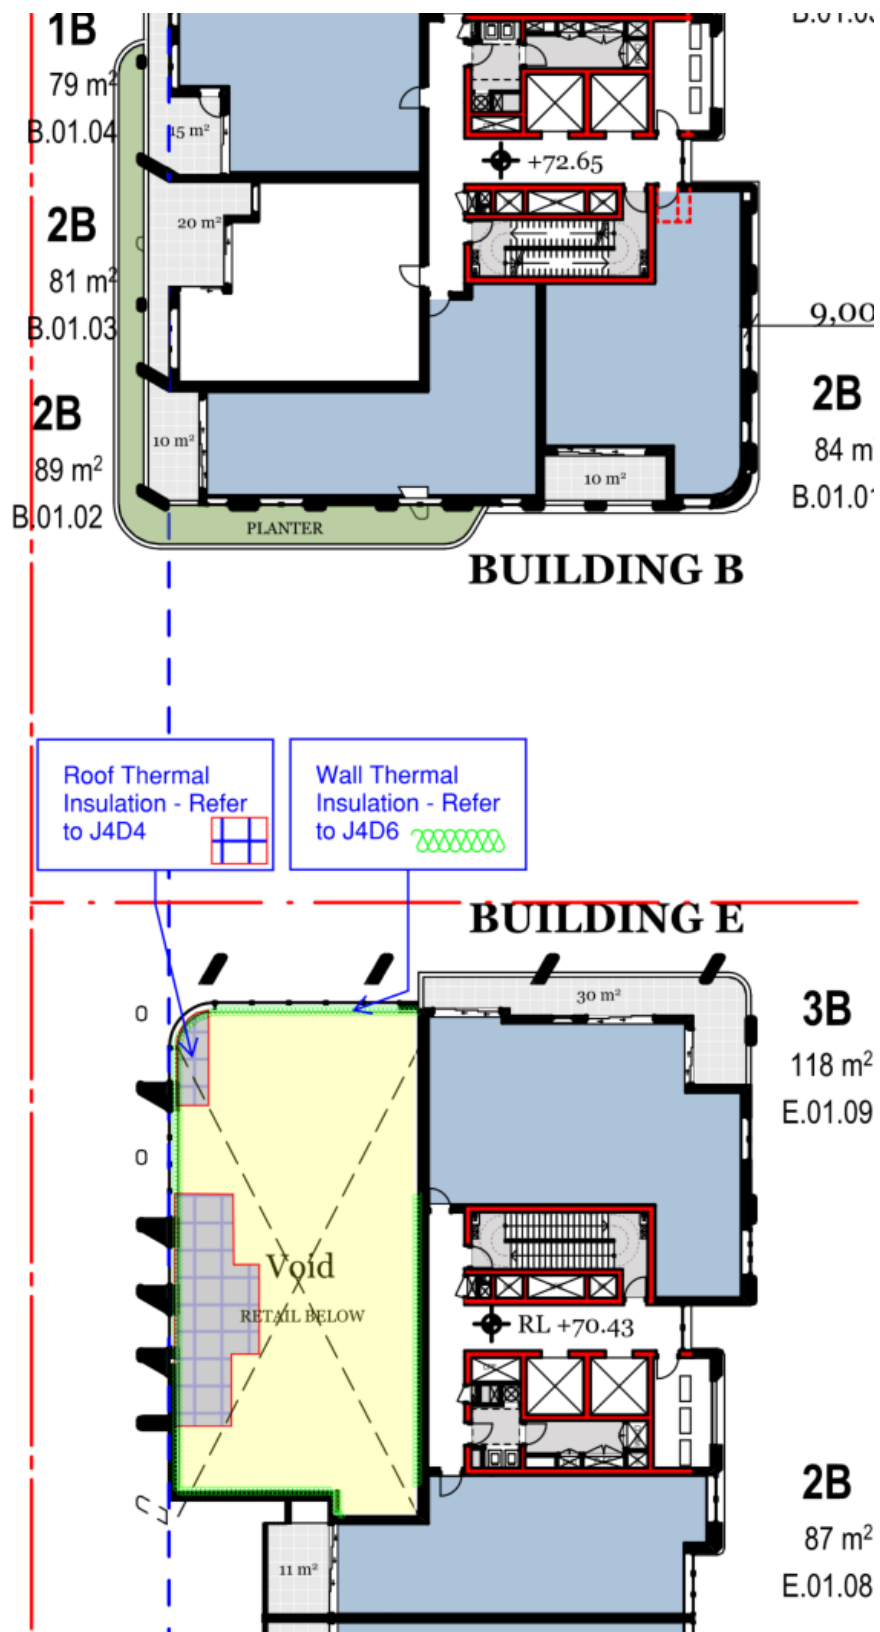 1B
79 m²
B.01.04
15 m²
+72.65
2B
20 m²
81 m²
B.01.03
9,00
2B
10 m²
89 m²
B.01.02
2B
84 m
10 m²
PLANTER
BUILDING B
Roof Thermal
Insulation - Refer
to J4D4
Wall Thermal
Insulation - Refer
to J4D6
BUILDING E
30 m²
3B
118 m²
E.01.09
Void
RETAIL BELOW
RL +70.43
2B
87 m²
E.01.08
11 m²